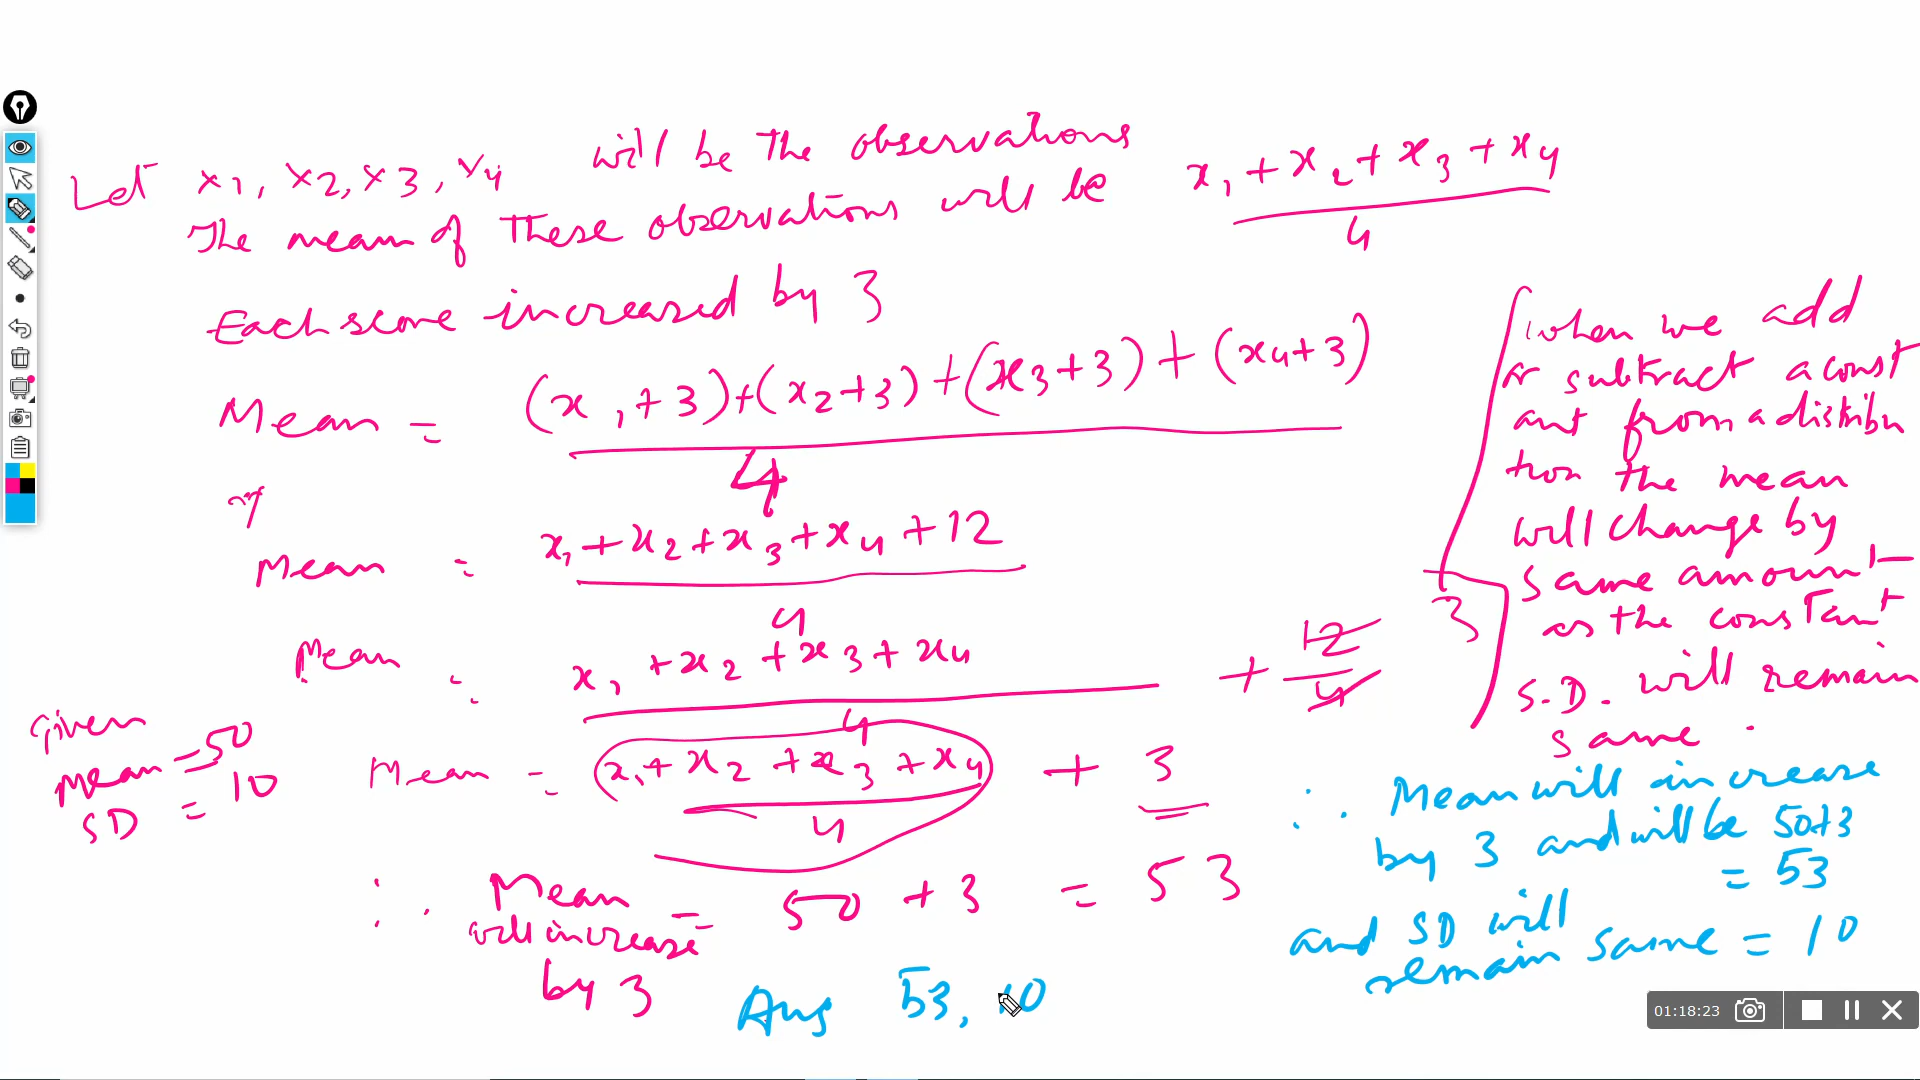 Let x1, x2, x3, x4 will be the observations
The mean of these observations will be x1 + x2 + x3 + x4
4
Each score increased by 3
Mean = (x1 + 3) + (x2 + 3) + (x3 + 3) + (x4 + 3)
4
Mean = x1 + x2 + x3 + x4 + 12
4
Mean = x1 + x2 + x3 + x4 + 12
4 4
3
Mean = x1 + x2 + x3 + x4 + 3
4
Given
Mean = 50
SD = 10
∴ Mean = 50 + 3 = 53
will increase
by 3
when we add
or subtract a const
ant from a distribu
tion the mean
will change by
same amount
as the constant
S.D. will remain
same.
∴ Mean will increase
by 3 and will be 50+3
= 53
and SD will
remain same = 10
Ans 53, 10
01:18:23